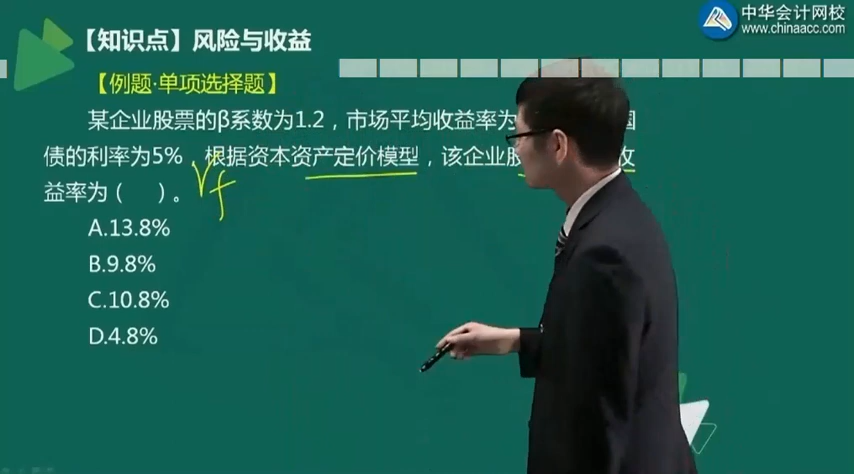 中华会计网校
www.chinaacc.com
【知识点】风险与收益
【例题·单项选择题】
某企业股票的β系数为1.2，市场平均收益率为
债的利率为5%，根据资本资产定价模型，该企业股 收
益率为（ ）。
rf
A.13.8%
B.9.8%
C.10.8%
D.4.8%